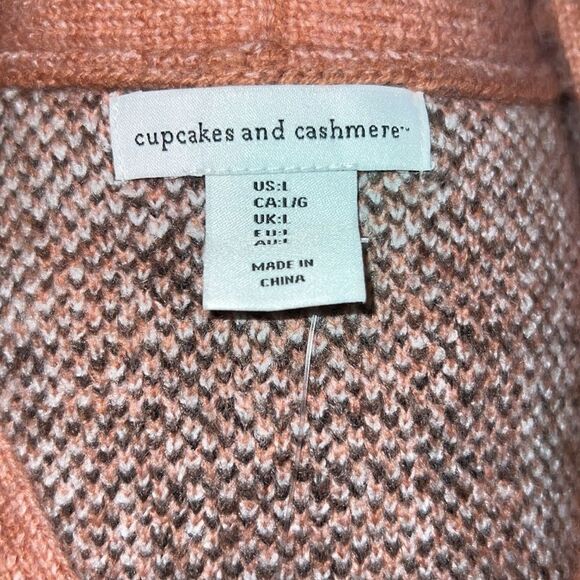 cupcakes and cashmere™
US:L
CA:L/G
UK:L
EU:L
AU:L
MADE IN
CHINA